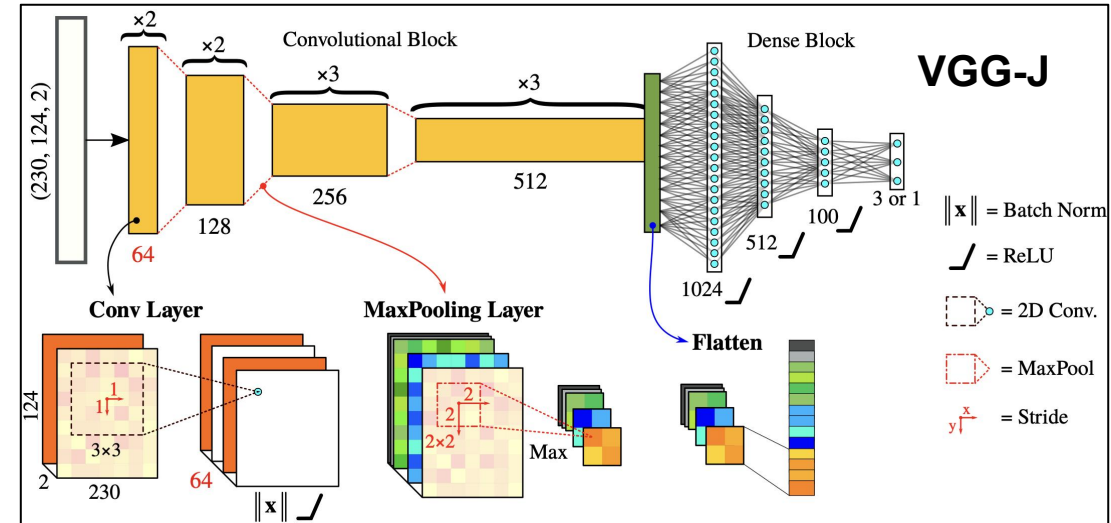 VGG-J
Convolutional Block
Dense Block
×2
×2
×3
×3
(230, 124, 2)
64
128
256
512
1024
512
100
3 or 1
‖x‖ = Batch Norm
= ReLU
= 2D Conv.
= MaxPool
x
y
= Stride
Conv Layer
124
1
1
3×3
2
230
64
‖x‖
MaxPooling Layer
2
2
2×2
Max
Flatten